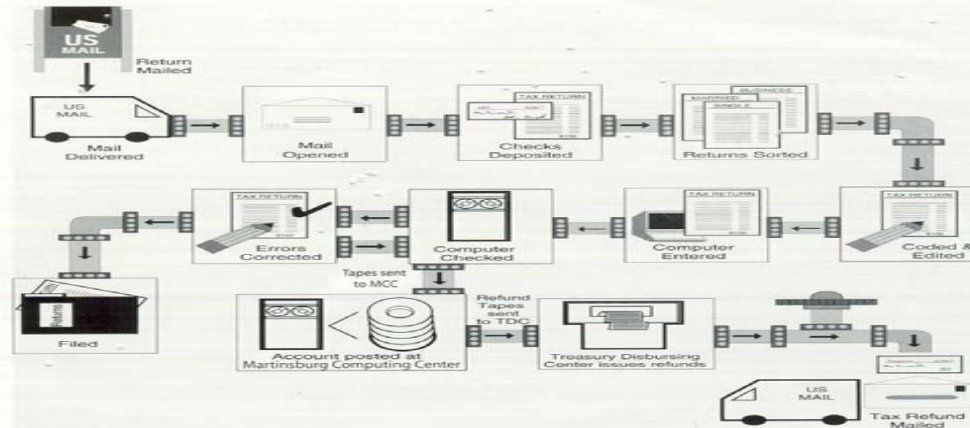 US
MAIL
Return
Mailed
US
MAIL
Mail
Delivered
Mail
Opened
TAX RETURN
Checks
Deposited
BUSINESS
MARRIED
SINGLE
Returns Sorted
TAX RETURN
Coded &
Edited
TAX RETURN
Computer
Entered
Computer
Checked
TAX RETURN
Errors
Corrected
Returns
Filed
Tapes sent
to MCC
Account posted at
Martinsburg Computing Center
Refund
Tapes
sent
to TDC
Treasury Disbursing
Center issues refunds
US
MAIL
Tax Refund
Mailed